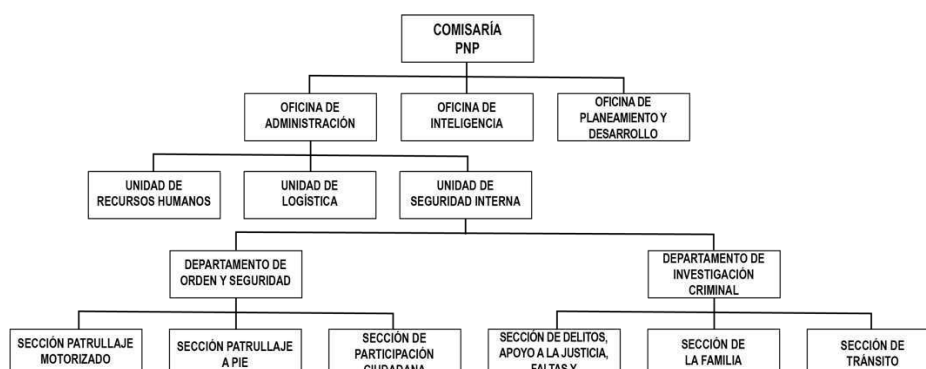 COMISARÍA
PNP
OFICINA DE
ADMINISTRACIÓN
OFICINA DE
INTELIGENCIA
OFICINA DE
PLANEAMIENTO Y
DESARROLLO
UNIDAD DE
RECURSOS HUMANOS
UNIDAD DE
LOGÍSTICA
UNIDAD DE
SEGURIDAD INTERNA
DEPARTAMENTO DE
ORDEN Y SEGURIDAD
DEPARTAMENTO DE
INVESTIGACIÓN
CRIMINAL
SECCIÓN PATRULLAJE
MOTORIZADO
SECCIÓN PATRULLAJE
A PIE
SECCIÓN DE
PARTICIPACIÓN
CIUDADANA
SECCIÓN DE DELITOS,
APOYO A LA JUSTICIA,
FALTAS Y
SECCIÓN DE
LA FAMILIA
SECCIÓN DE
TRÁNSITO